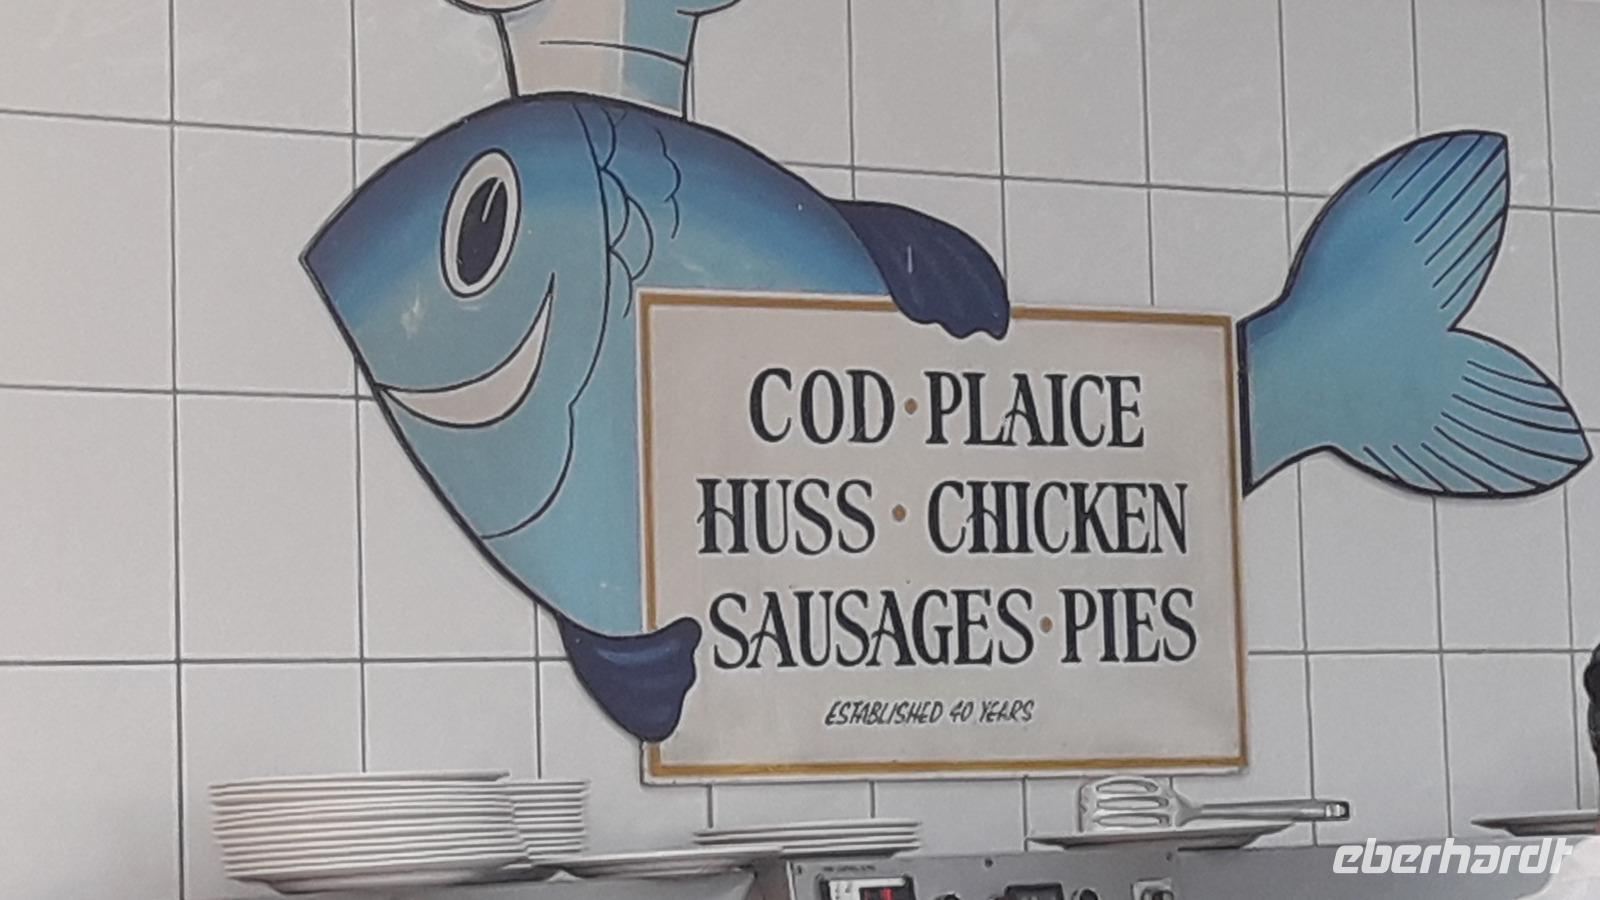 COD · PLAICE
HUSS · CHICKEN
SAUSAGES · PIES
ESTABLISHED 40 YEARS
eberhardt